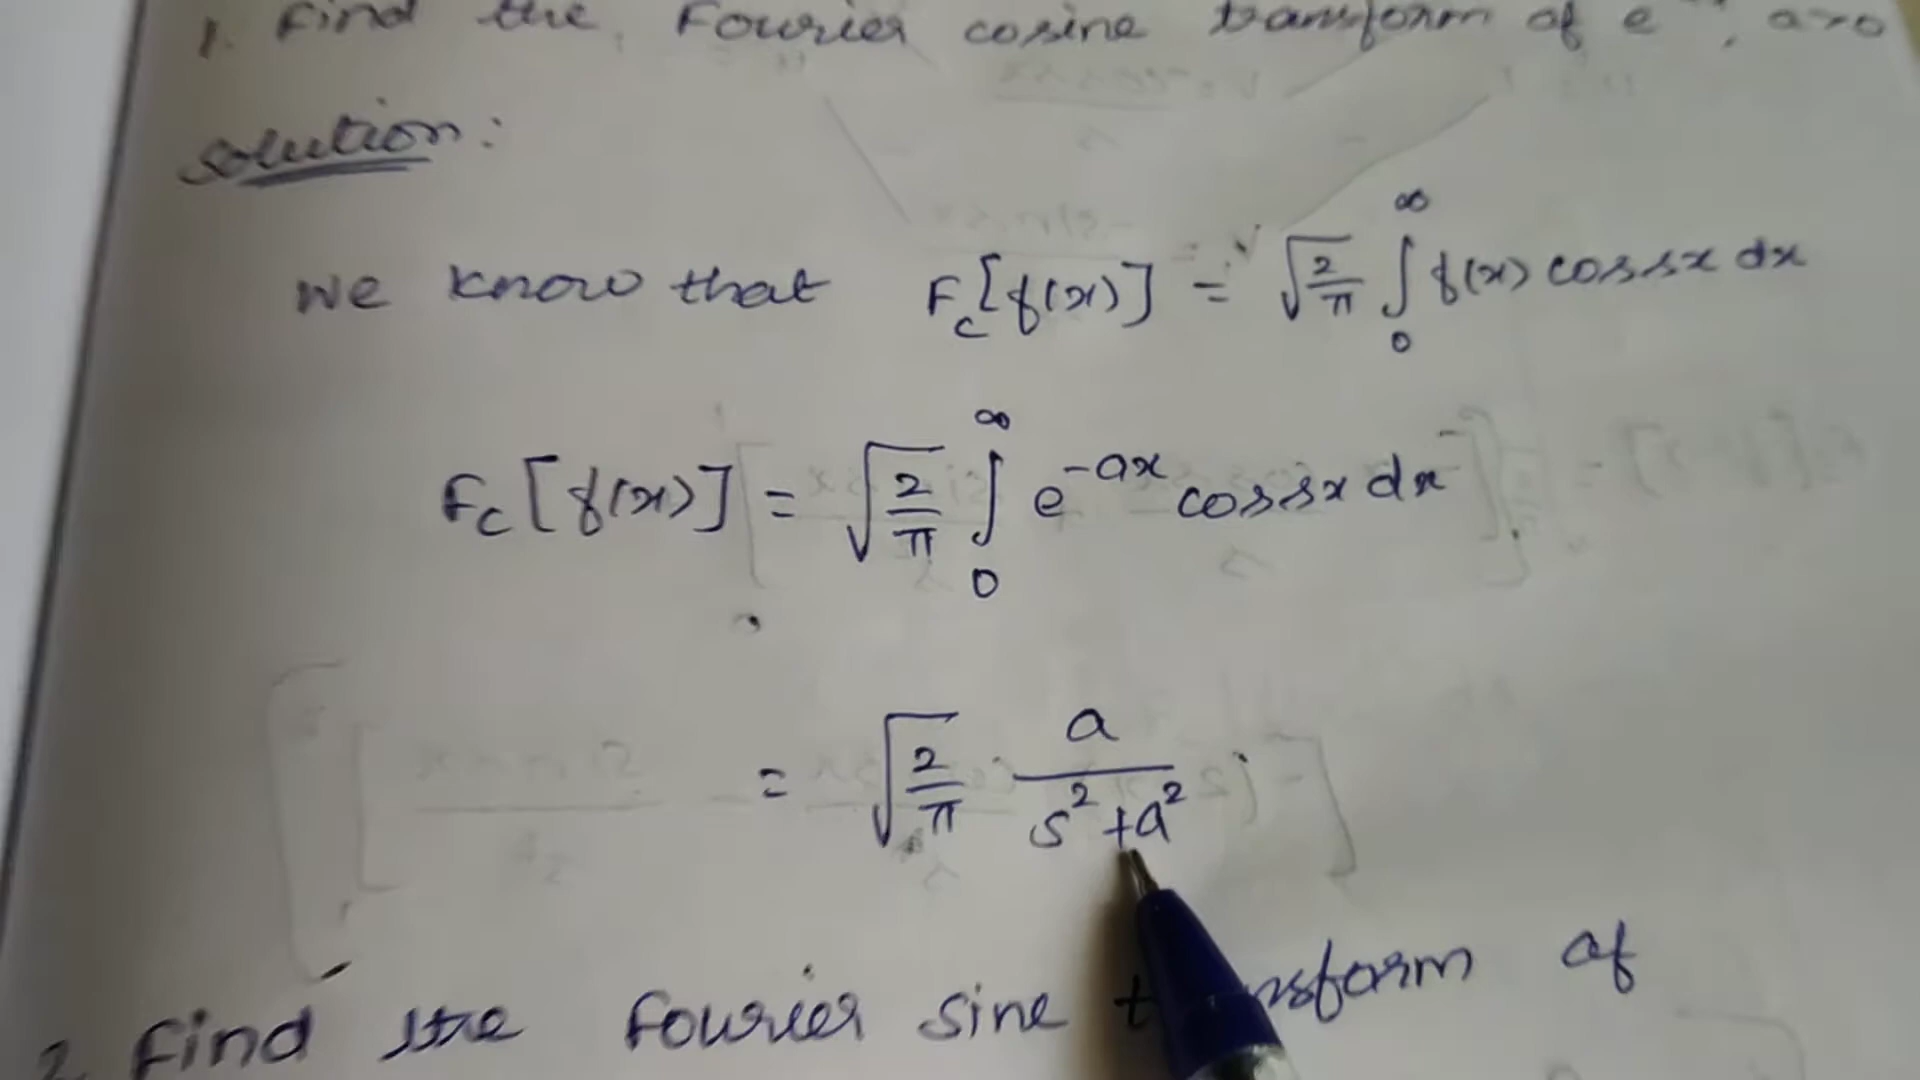 1. Find the Fourier cosine transform of e , a>0
Solution:
We know that F_c[f(x)] = √(2/π) ∫_0^∞ f(x) cos sx dx
F_c[f(x)] = √(2/π) ∫_0^∞ e^{-ax} cos sx dx
= √(2/π) · a/(s²+a²)
2. Find the Fourier sine of